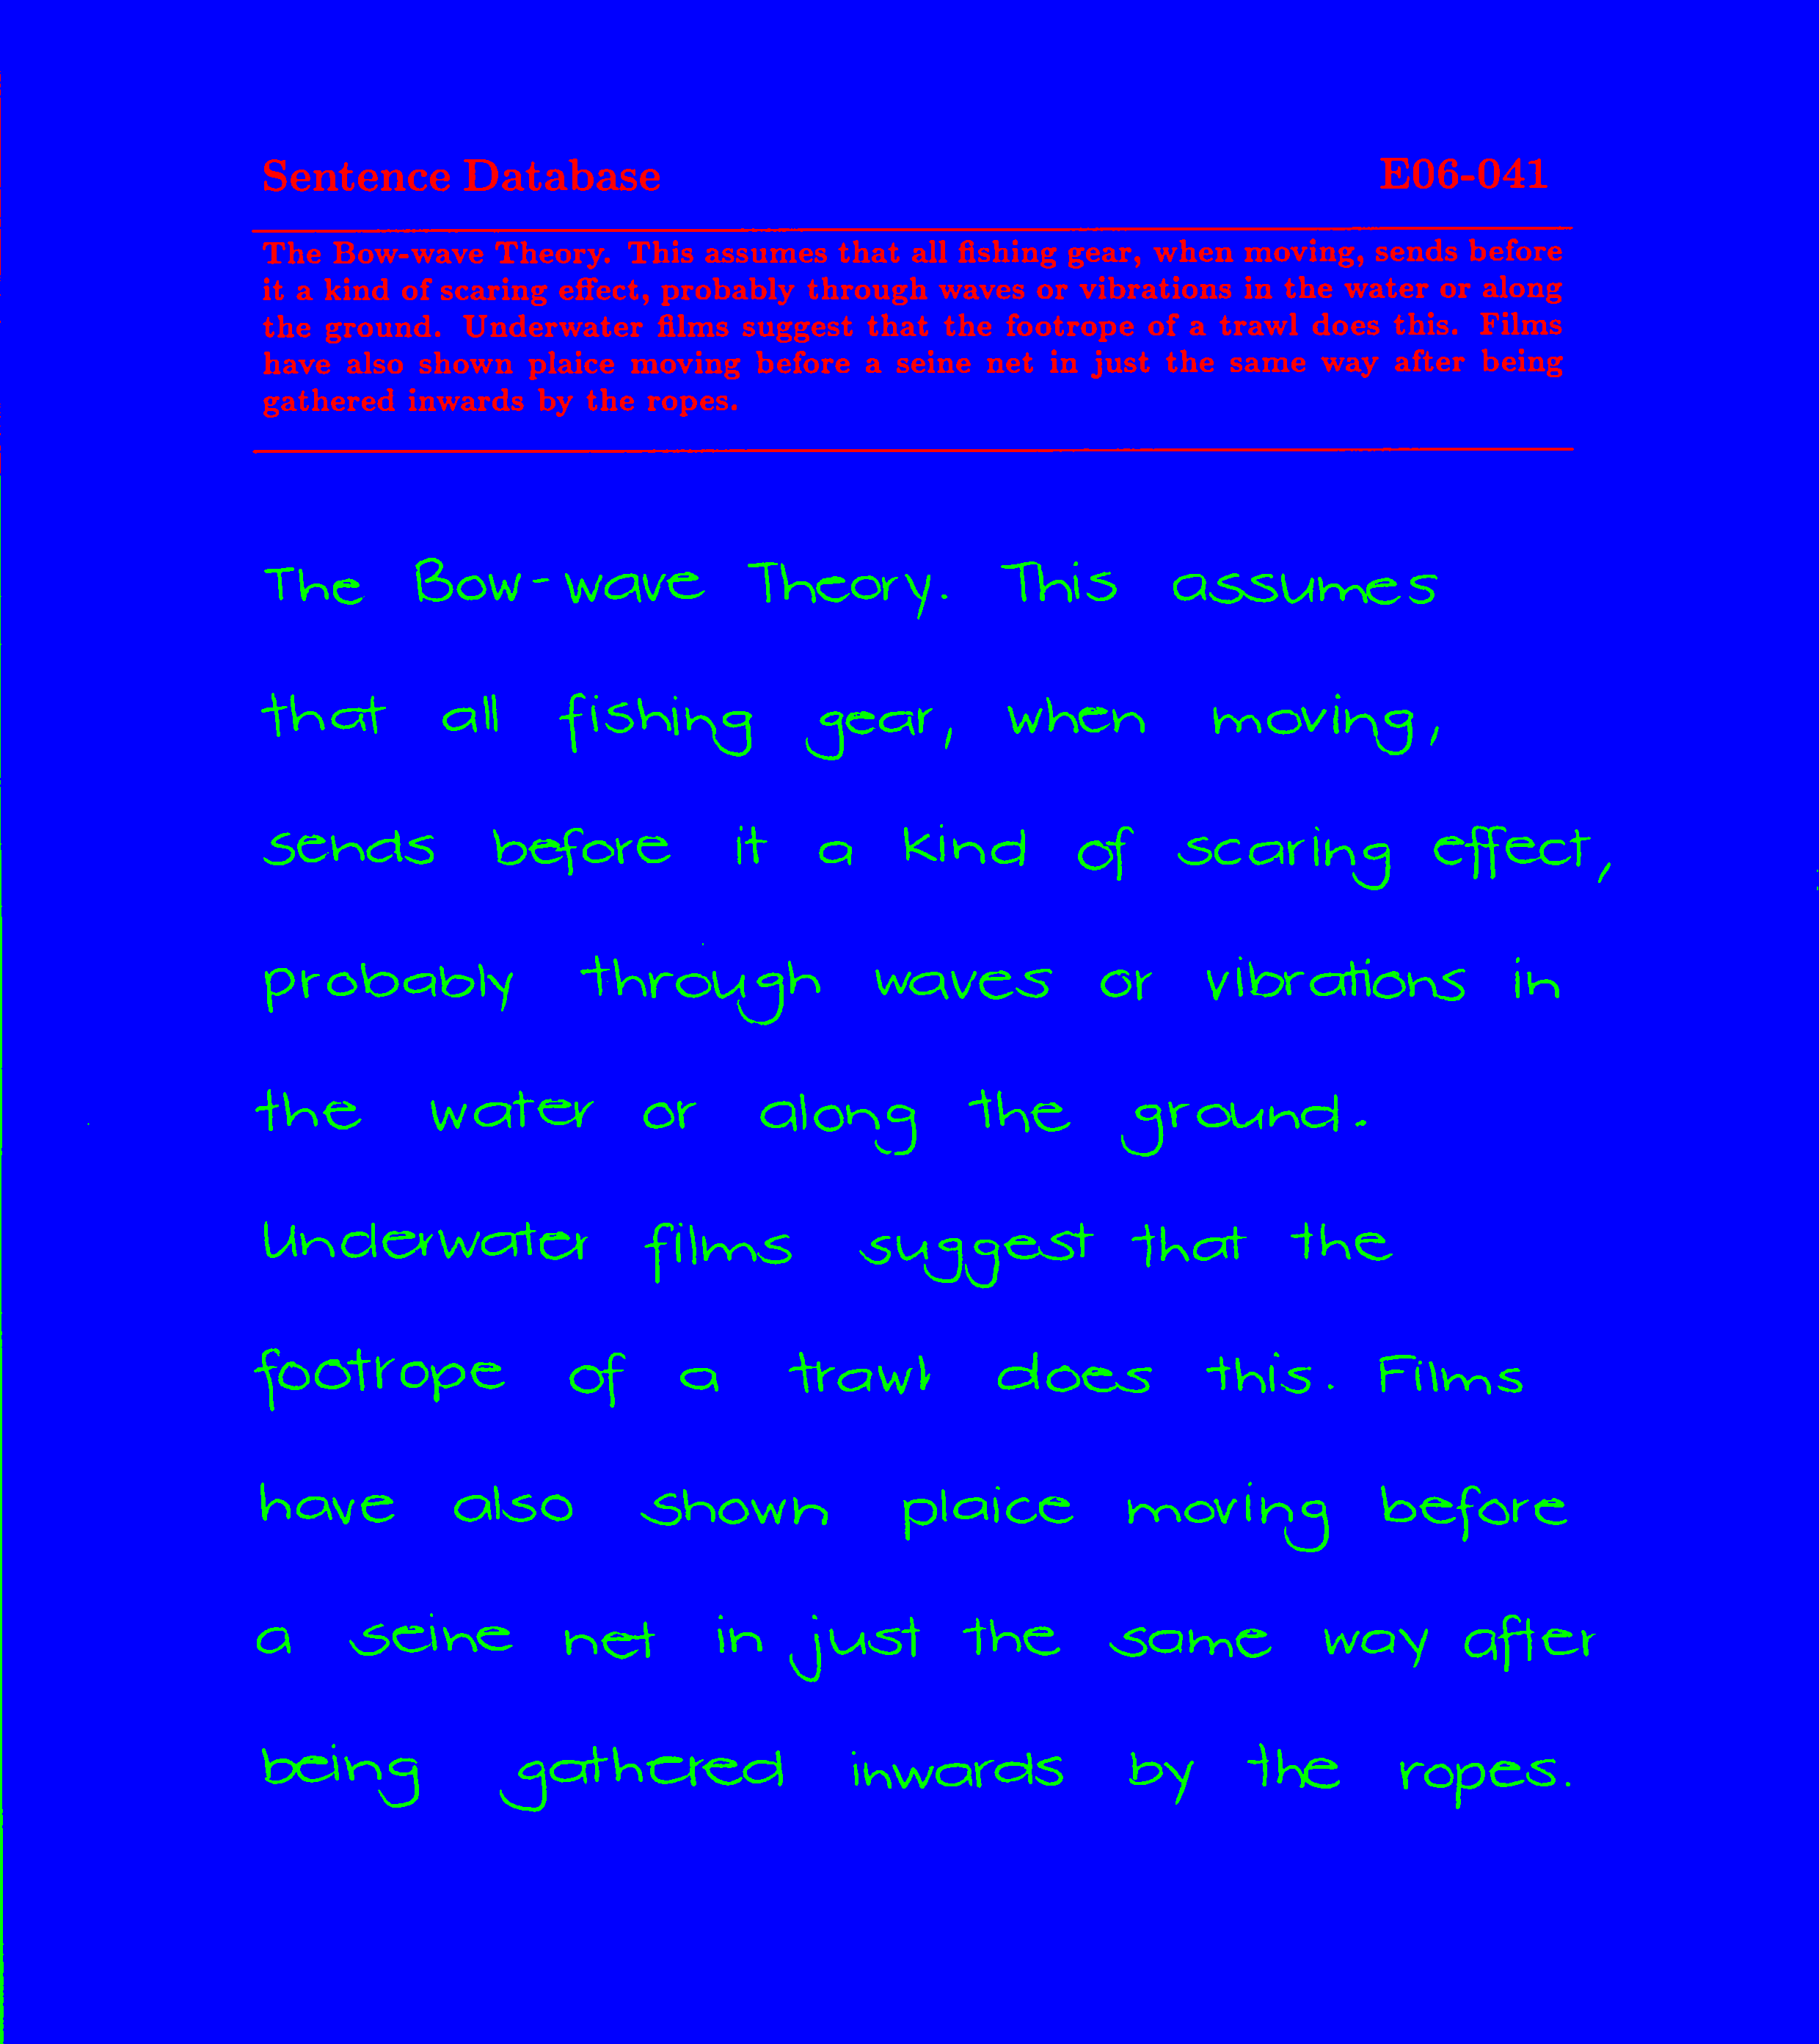 Sentence Database E06-041
The Bow-wave Theory. This assumes that all fishing gear, when moving, sends before
it a kind of scaring effect, probably through waves or vibrations in the water or along
the ground. Underwater films suggest that the footrope of a trawl does this. Films
have also shown plaice moving before a seine net in just the same way after being
gathered inwards by the ropes.
The Bow-wave Theory. This assumes
that all fishing gear, when moving,
sends before it a kind of scaring effect,
probably through waves or vibrations in
the water or along the ground.
Underwater films suggest that the
footrope of a trawl does this. Films
have also shown plaice moving before
a seine net in just the same way after
being gathered inwards by the ropes.